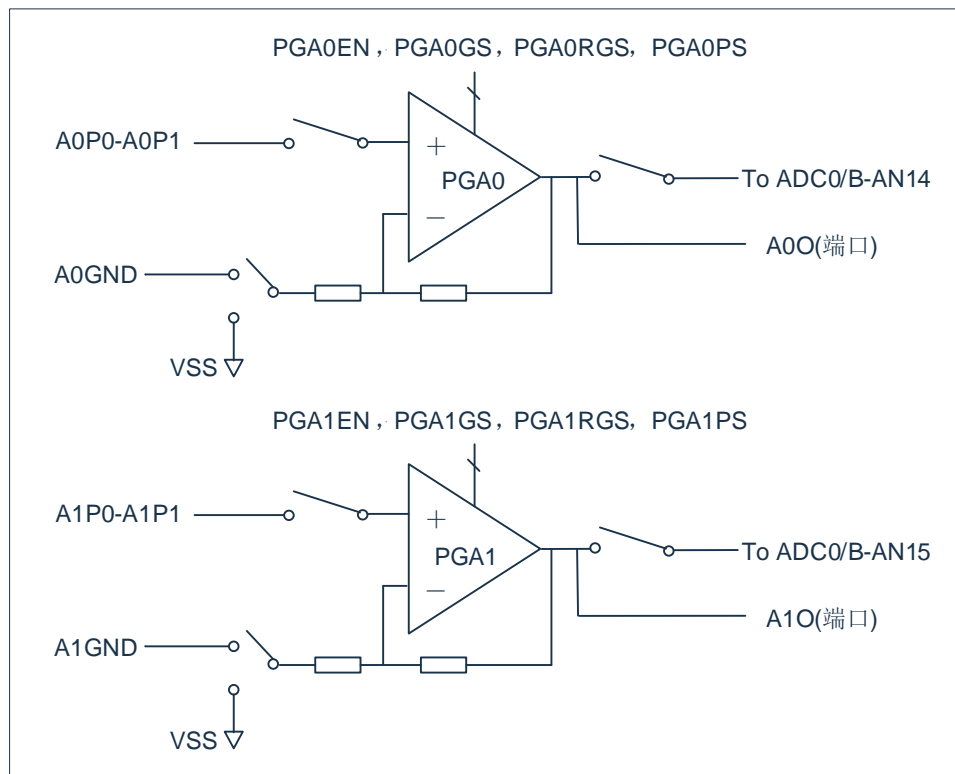 PGA0EN，PGA0GS，PGA0RGS，PGA0PS
A0P0-A0P1
+
PGA0
－
To ADC0/B-AN14
A0O(端口)
A0GND
VSS
PGA1EN，PGA1GS，PGA1RGS，PGA1PS
A1P0-A1P1
+
PGA1
－
To ADC0/B-AN15
A1O(端口)
A1GND
VSS